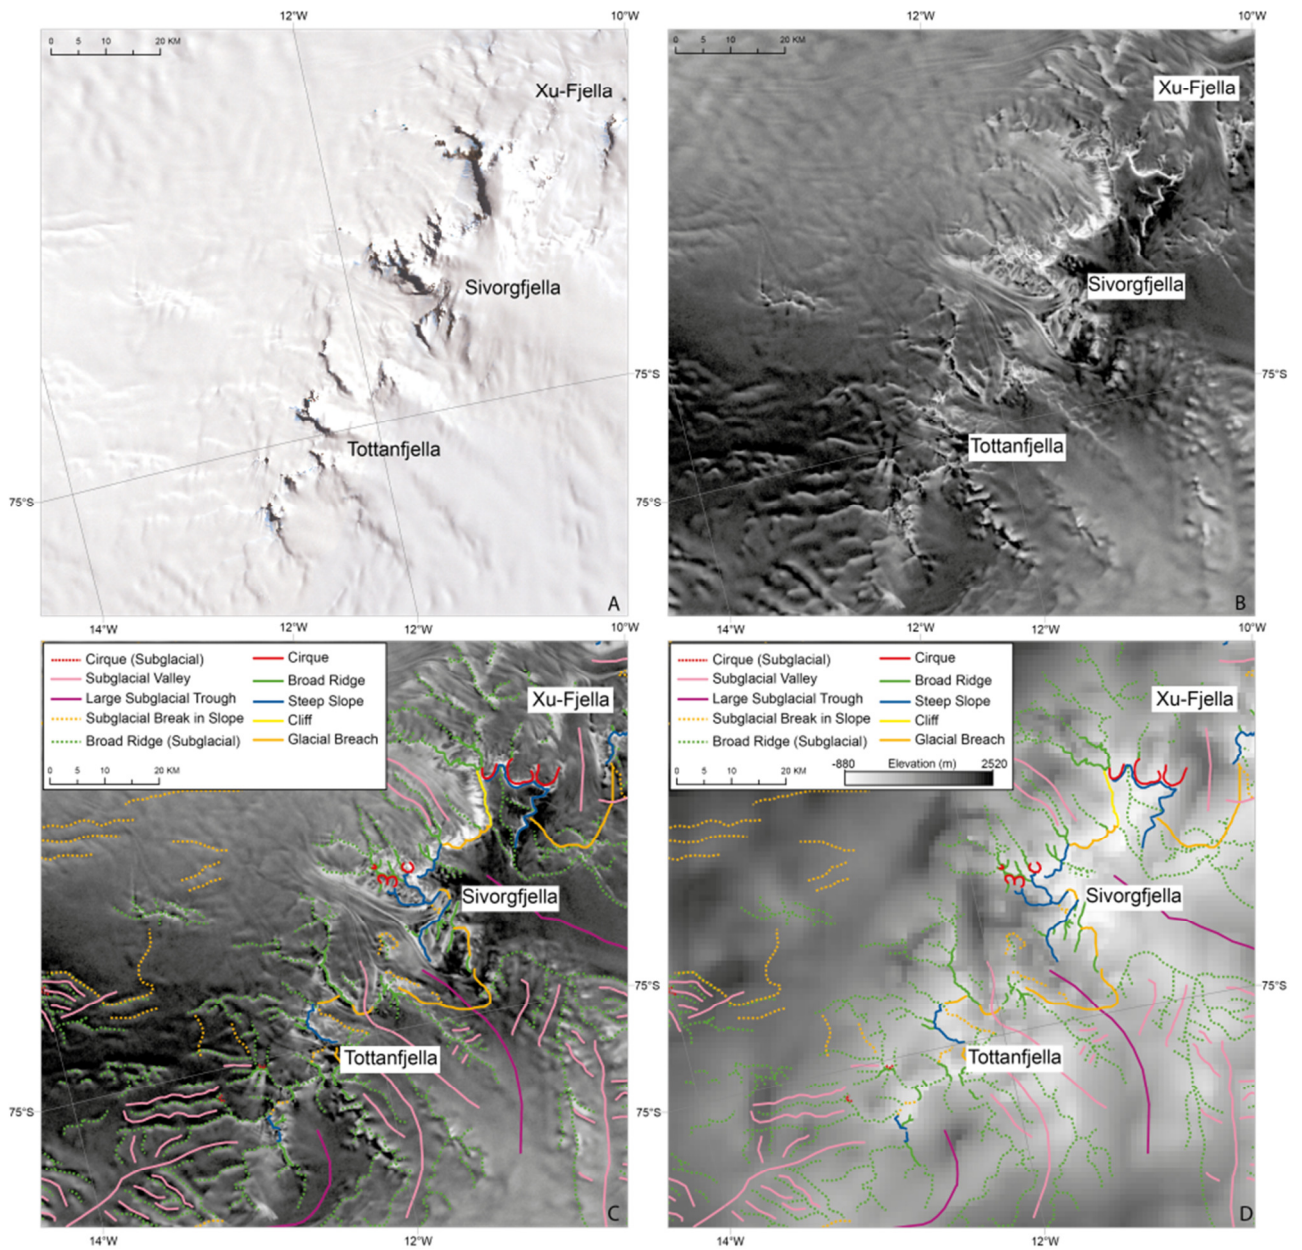 12°W 10°W 12°W 10°W
0 5 10 20 KM
Xu-Fjella
Sivorgfjella
Tottanfjella
75°S
75°S
A
0 5 10 20 KM
Xu-Fjella
Sivorgfjella
Tottanfjella
75°S
75°S
B
14°W 12°W 12°W 10°W 14°W 12°W 12°W 10°W
Cirque (Subglacial) Cirque
Subglacial Valley Broad Ridge
Large Subglacial Trough Steep Slope
Subglacial Break in Slope Cliff
Broad Ridge (Subglacial) Glacial Breach
0 5 10 20 KM
Xu-Fjella
Sivorgfjella
Tottanfjella
75°S
75°S
C
Cirque (Subglacial) Cirque
Subglacial Valley Broad Ridge
Large Subglacial Trough Steep Slope
Subglacial Break in Slope Cliff
Broad Ridge (Subglacial) Glacial Breach
0 5 10 20 KM
-880 Elevation (m) 2520
Xu-Fjella
Sivorgfjella
Tottanfjella
75°S
75°S
D
14°W 12°W 14°W 12°W